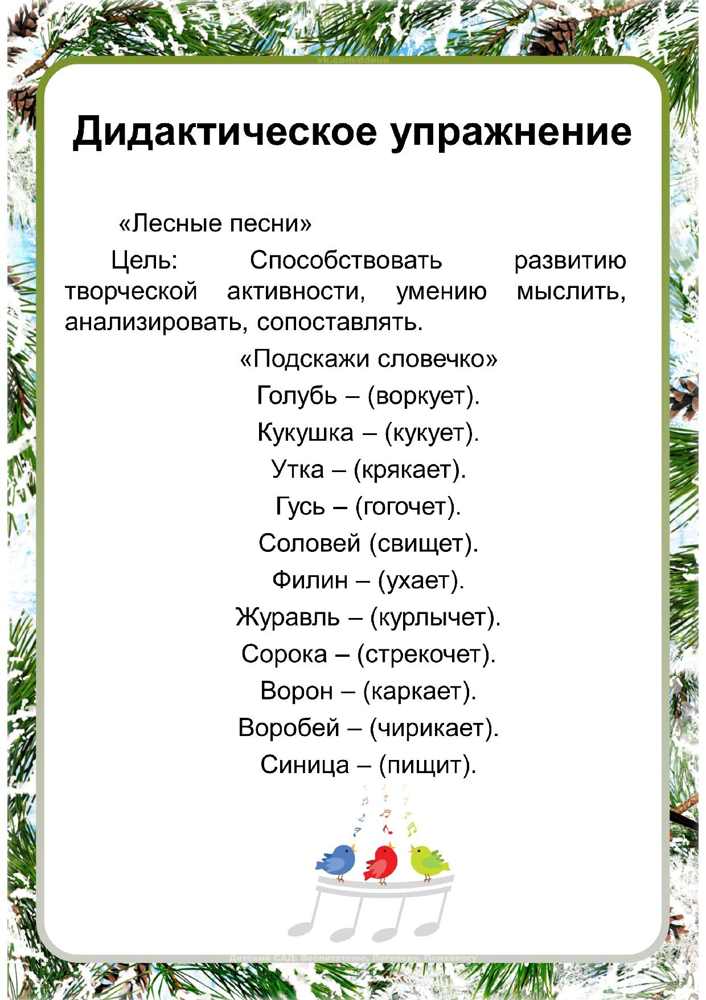 vk.com/ddouu
Дидактическое упражнение
«Лесные песни»
Цель: Способствовать развитию
творческой активности, умению мыслить,
анализировать, сопоставлять.
«Подскажи словечко»
Голубь – (воркует).
Кукушка – (кукует).
Утка – (крякает).
Гусь – (гогочет).
Соловей (свищет).
Филин – (ухает).
Журавль – (курлычет).
Сорока – (стрекочет).
Ворон – (каркает).
Воробей – (чирикает).
Синица – (пищит).
Детский САД: Воспитателю, Логопеду, Психологу